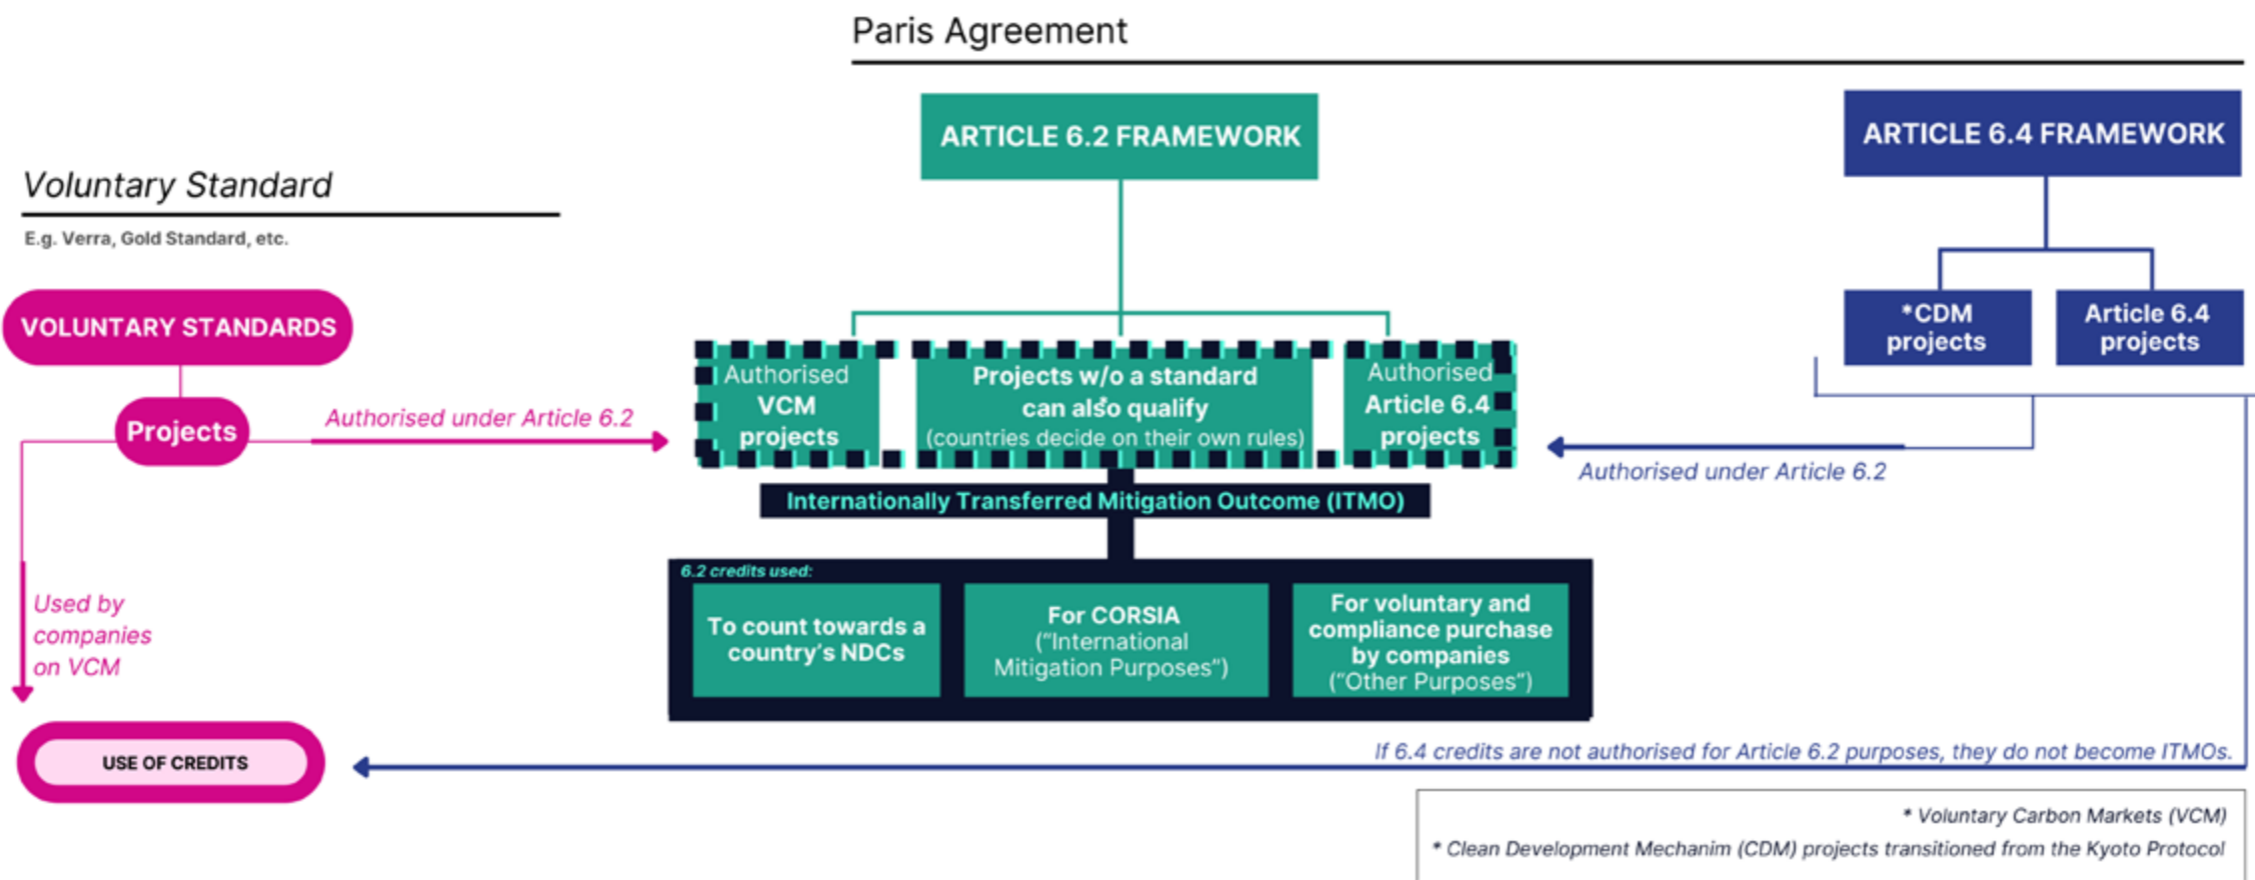 Paris Agreement
ARTICLE 6.2 FRAMEWORK
ARTICLE 6.4 FRAMEWORK
Voluntary Standard
E.g. Verra, Gold Standard, etc.
VOLUNTARY STANDARDS
Projects
Authorised under Article 6.2
Used by
companies
on VCM
USE OF CREDITS
Authorised
VCM
projects
Projects w/o a standard
can also qualify
(countries decide on their own rules)
Authorised
Article 6.4
projects
*CDM
projects
Article 6.4
projects
Authorised under Article 6.2
Internationally Transferred Mitigation Outcome (ITMO)
6.2 credits used:
To count towards a
country's NDCs
For CORSIA
("International
Mitigation Purposes")
For voluntary and
compliance purchase
by companies
("Other Purposes")
If 6.4 credits are not authorised for Article 6.2 purposes, they do not become ITMOs.
* Voluntary Carbon Markets (VCM)
* Clean Development Mechanim (CDM) projects transitioned from the Kyoto Protocol